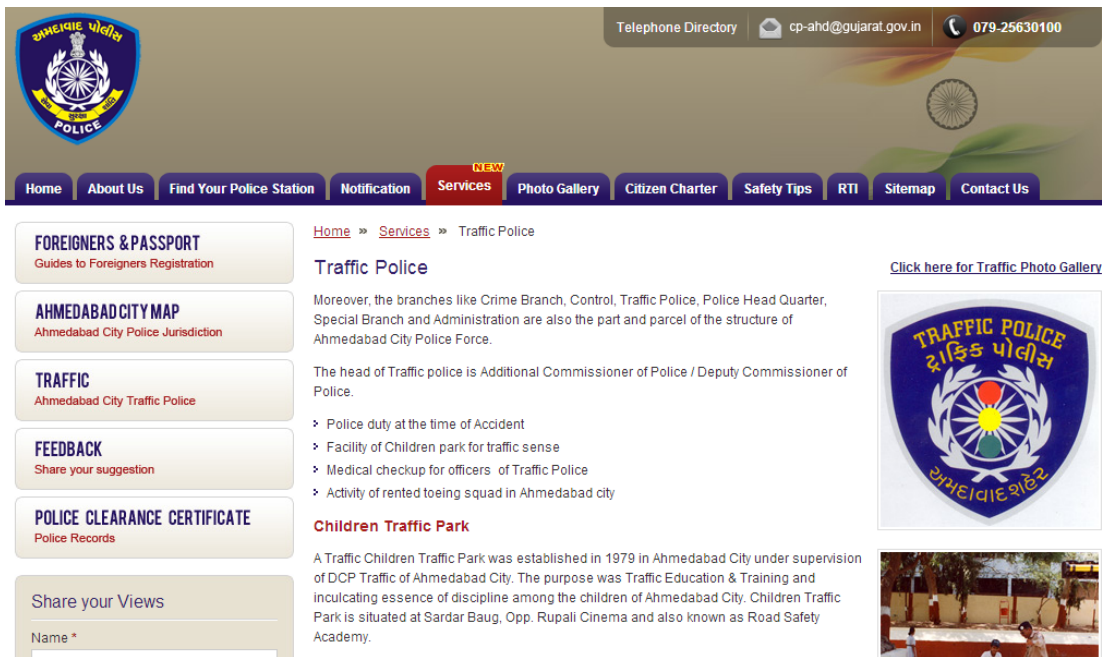 અમદાવાદ પોલીસ
સેવા સુરક્ષા શાંતિ
POLICE
Telephone Directory
cp-ahd@gujarat.gov.in
079-25630100
NEW
Home About Us Find Your Police Station Notification Services Photo Gallery Citizen Charter Safety Tips RTI Sitemap Contact Us
FOREIGNERS & PASSPORT
Guides to Foreigners Registration
AHMEDABAD CITY MAP
Ahmedabad City Police Jurisdiction
TRAFFIC
Ahmedabad City Traffic Police
FEEDBACK
Share your suggestion
POLICE CLEARANCE CERTIFICATE
Police Records
Share your Views
Name *
Home » Services » Traffic Police
Traffic Police
Moreover, the branches like Crime Branch, Control, Traffic Police, Police Head Quarter,
Special Branch and Administration are also the part and parcel of the structure of
Ahmedabad City Police Force.
The head of Traffic police is Additional Commissioner of Police / Deputy Commissioner of
Police.
Police duty at the time of Accident
Facility of Children park for traffic sense
Medical checkup for officers of Traffic Police
Activity of rented toeing squad in Ahmedabad city
Children Traffic Park
A Traffic Children Traffic Park was established in 1979 in Ahmedabad City under supervision
of DCP Traffic of Ahmedabad City. The purpose was Traffic Education & Training and
inculcating essence of discipline among the children of Ahmedabad City. Children Traffic
Park is situated at Sardar Baug, Opp. Rupali Cinema and also known as Road Safety
Academy.
Click here for Traffic Photo Gallery
TRAFFIC POLICE
ટ્રાફિક પોલીસ
અમદાવાદ શહેર